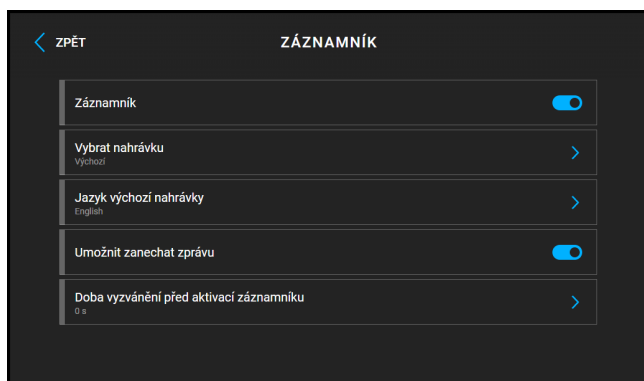 ZPĚT
ZÁZNAMNÍK
Záznamník
Vybrat nahrávku
Výchozí
Jazyk výchozí nahrávky
English
Umožnit zanechat zprávu
Doba vyzvánění před aktivací záznamníku
0 s